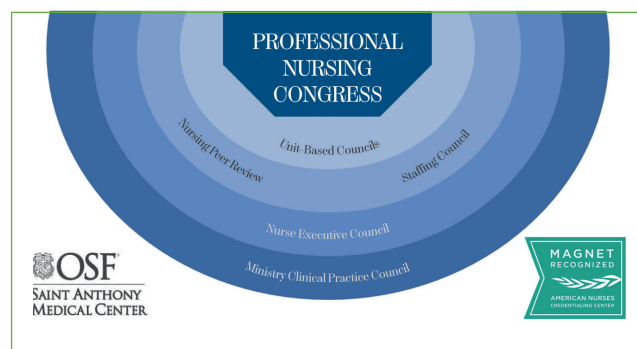 PROFESSIONAL
NURSING
CONGRESS
Unit-Based Councils
Nursing Peer Review
Staffing Council
Nurse Executive Council
Ministry Clinical Practice Council
OSF
SAINT ANTHONY
MEDICAL CENTER
MAGNET
RECOGNIZED
AMERICAN NURSES
CREDENTIALING CENTER